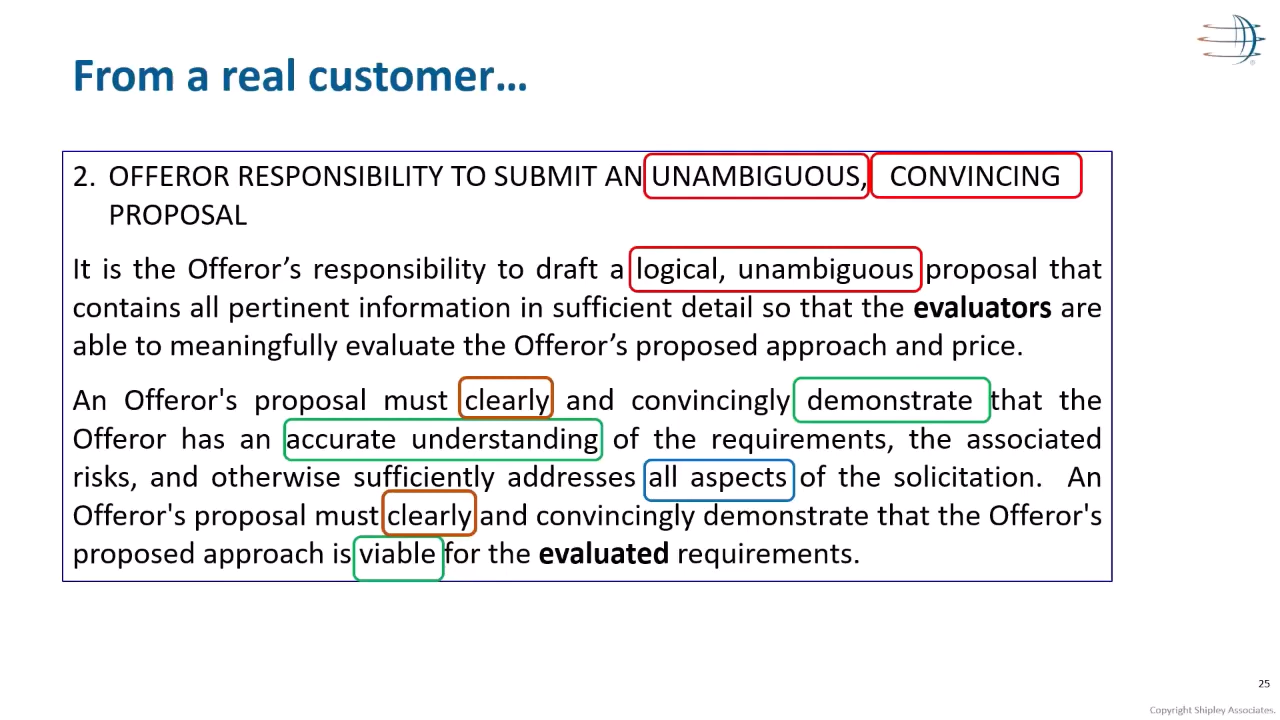 From a real customer...
2. OFFEROR RESPONSIBILITY TO SUBMIT AN UNAMBIGUOUS, CONVINCING
PROPOSAL
It is the Offeror’s responsibility to draft a logical, unambiguous proposal that
contains all pertinent information in sufficient detail so that the evaluators are
able to meaningfully evaluate the Offeror’s proposed approach and price.
An Offeror's proposal must clearly and convincingly demonstrate that the
Offeror has an accurate understanding of the requirements, the associated
risks, and otherwise sufficiently addresses all aspects of the solicitation. An
Offeror's proposal must clearly and convincingly demonstrate that the Offeror's
proposed approach is viable for the evaluated requirements.
25
Copyright Shipley Associates.